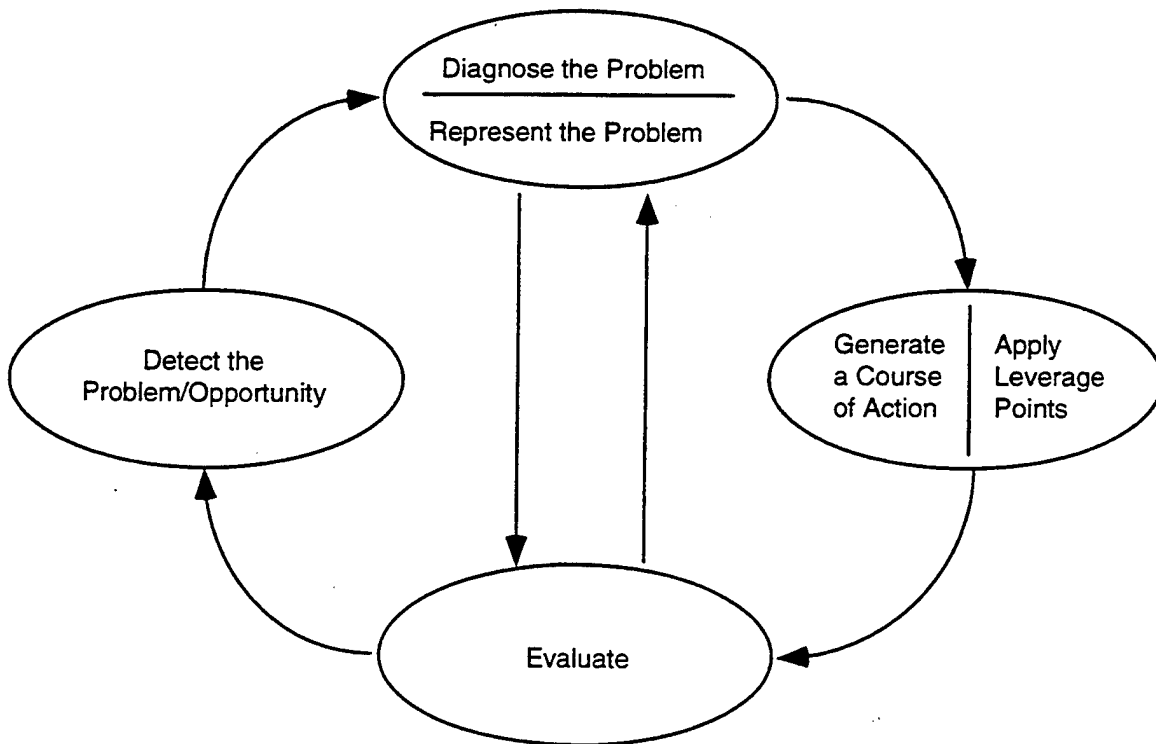 Diagnose the Problem
Represent the Problem
Detect the
Problem/Opportunity
Generate
a Course
of Action
Apply
Leverage
Points
Evaluate